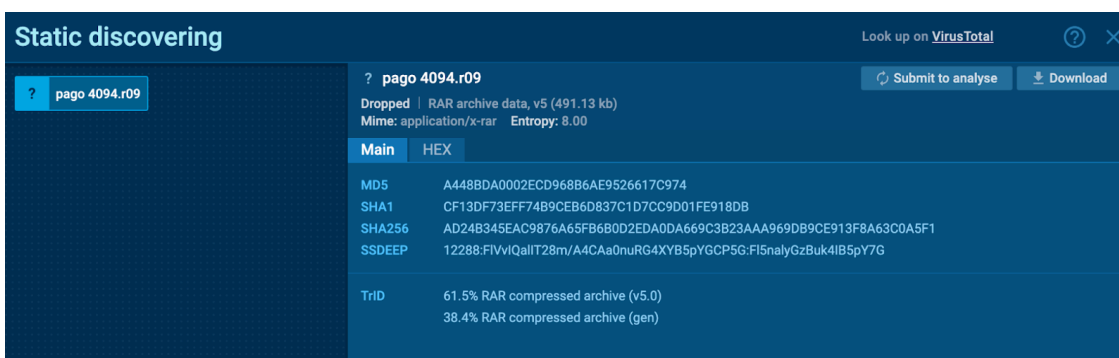 Static discovering
Look up on VirusTotal
?
? pago 4094.r09
? pago 4094.r09
Submit to analyse
Download
Dropped | RAR archive data, v5 (491.13 kb)
Mime: application/x-rar Entropy: 8.00
Main HEX
MD5 A448BDA0002ECD968B6AE9526617C974
SHA1 CF13DF73EFF74B9CEB6D837C1D7CC9D01FE918DB
SHA256 AD24B345EAC9876A65FB6B0D2EDA0DA669C3B23AAA969DB9CE913F8A63C0A5F1
SSDEEP 12288:FlVvIQallT28m/A4CAa0nuRG4XYB5pYGCP5G:Fl5nalyGzBuk4IB5pY7G
TrID 61.5% RAR compressed archive (v5.0)
38.4% RAR compressed archive (gen)